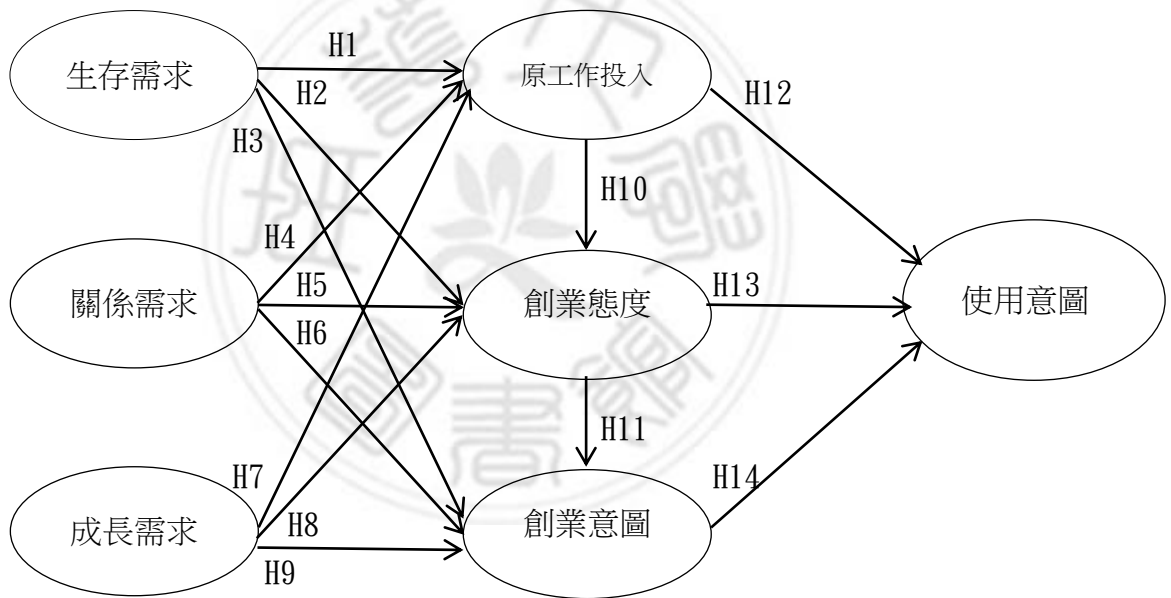 H1
生存需求
原工作投入
H2
H12
H3
H10
H4
H5
H13
關係需求
創業態度
使用意圖
H6
H11
H7
H14
H8
成長需求
創業意圖
H9